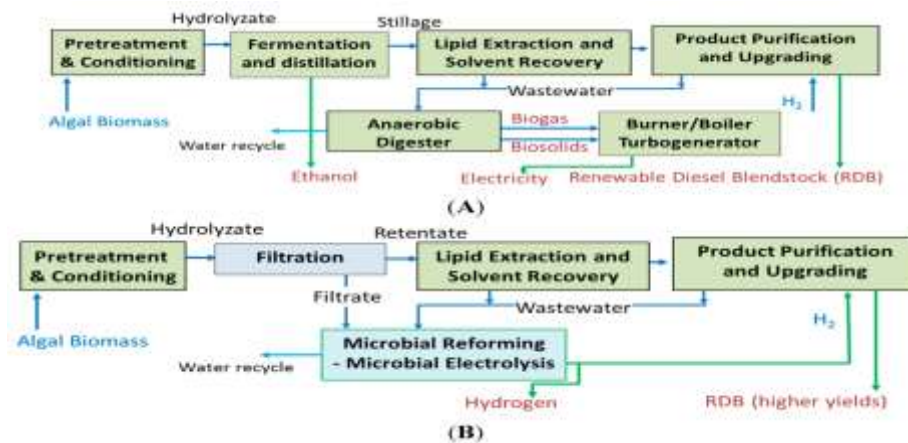 Hydrolyzate
Stillage
Pretreatment
& Conditioning
Fermentation
and distillation
Lipid Extraction and
Solvent Recovery
Product Purification
and Upgrading
Wastewater
H₂
Algal Biomass
Anaerobic
Digester
Biogas
Biosolids
Burner/Boiler
Turbogenerator
Water recycle
Ethanol
Electricity
Renewable Diesel Blendstock (RDB)
(A)
Hydrolyzate
Retentate
Pretreatment
& Conditioning
Filtration
Lipid Extraction and
Solvent Recovery
Product Purification
and Upgrading
Filtrate
Wastewater
H₂
Algal Biomass
Microbial Reforming
- Microbial Electrolysis
Water recycle
Hydrogen
RDB (higher yields)
(B)